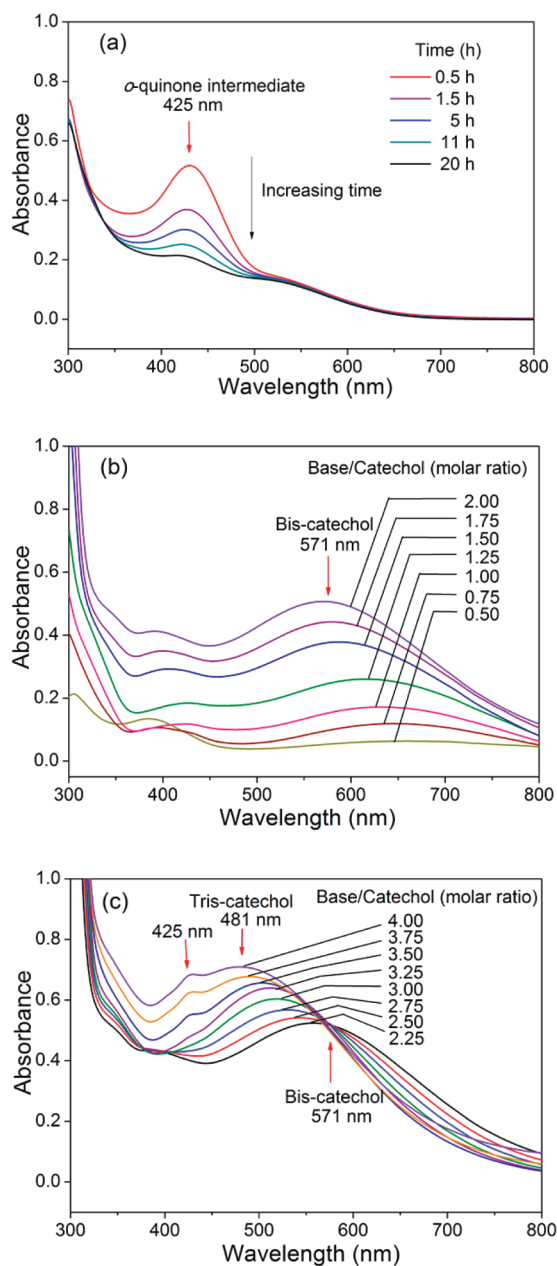 (a)
Time (h)
0.5 h
1.5 h
5 h
11 h
20 h
o-quinone intermediate
425 nm
Increasing time
Absorbance
1.0
0.8
0.6
0.4
0.2
0.0
300 400 500 600 700 800
Wavelength (nm)
(b)
Base/Catechol (molar ratio)
2.00
1.75
1.50
1.25
1.00
0.75
0.50
Bis-catechol
571 nm
Absorbance
1.0
0.8
0.6
0.4
0.2
0.0
300 400 500 600 700 800
Wavelength (nm)
(c)
Tris-catechol
481 nm
425 nm
Base/Catechol (molar ratio)
4.00
3.75
3.50
3.25
3.00
2.75
2.50
2.25
Bis-catechol
571 nm
Absorbance
1.0
0.8
0.6
0.4
0.2
0.0
300 400 500 600 700 800
Wavelength (nm)